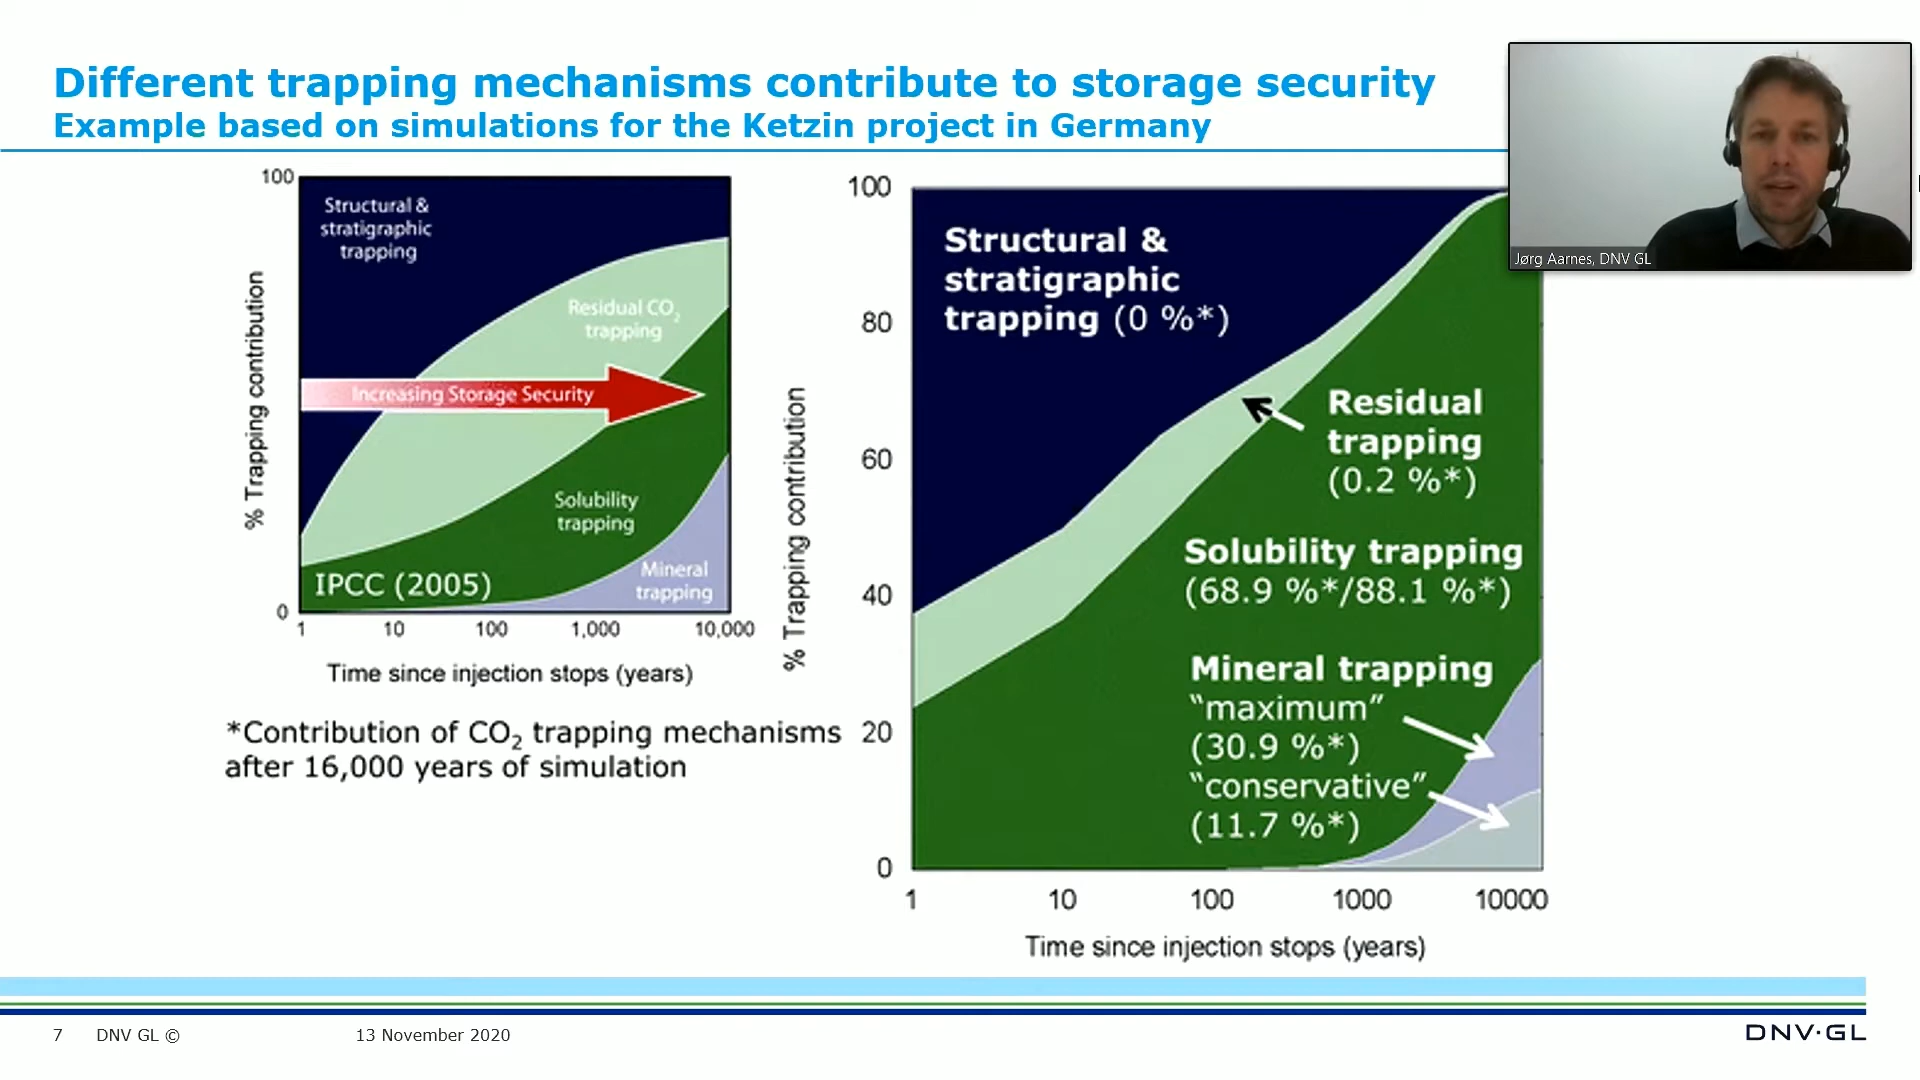 Different trapping mechanisms contribute to storage security
Example based on simulations for the Ketzin project in Germany
Jørg Aarnes, DNV GL
100
0
% Trapping contribution
Structural &
stratigraphic
trapping
Residual CO2
trapping
Increasing Storage Security
Solubility
trapping
IPCC (2005)
Mineral
trapping
1 10 100 1,000 10,000
Time since injection stops (years)
*Contribution of CO2 trapping mechanisms
after 16,000 years of simulation
% Trapping contribution
100
80
60
40
20
0
Structural &
stratigraphic
trapping (0 %*)
Residual
trapping
(0.2 %*)
Solubility trapping
(68.9 %*/88.1 %*)
Mineral trapping
“maximum”
(30.9 %*)
“conservative”
(11.7 %*)
1 10 100 1000 10000
Time since injection stops (years)
7 DNV GL © 13 November 2020
DNV·GL